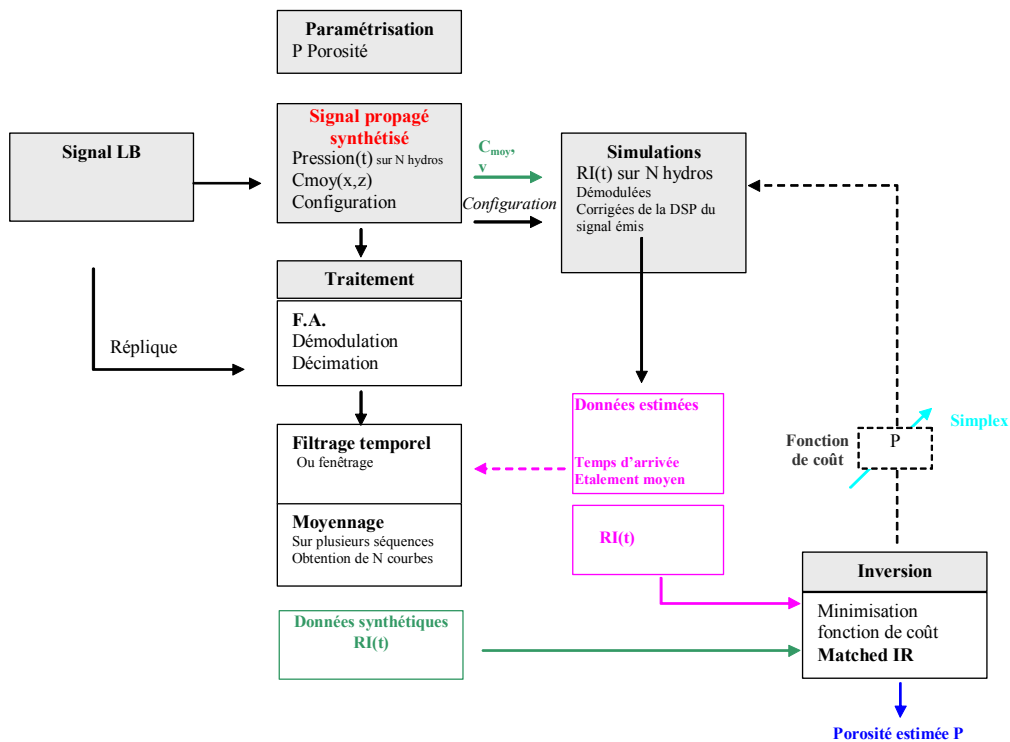 Paramétrisation
P Porosité
Signal LB
Signal propagé
synthétisé
Pression(t) sur N hydros
Cmoy(x,z)
Configuration
Cmoy,
v
Configuration
Simulations
RI(t) sur N hydros
Démodulées
Corrigées de la DSP du
signal émis
Traitement
F.A.
Démodulation
Décimation
Réplique
Filtrage temporel
Ou fenêtrage
Moyennage
Sur plusieurs séquences
Obtention de N courbes
Données estimées
Temps d'arrivée
Etalement moyen
RI(t)
Fonction
de coût
P
Simplex
Données synthétiques
RI(t)
Inversion
Minimisation
fonction de coût
Matched IR
Porosité estimée P